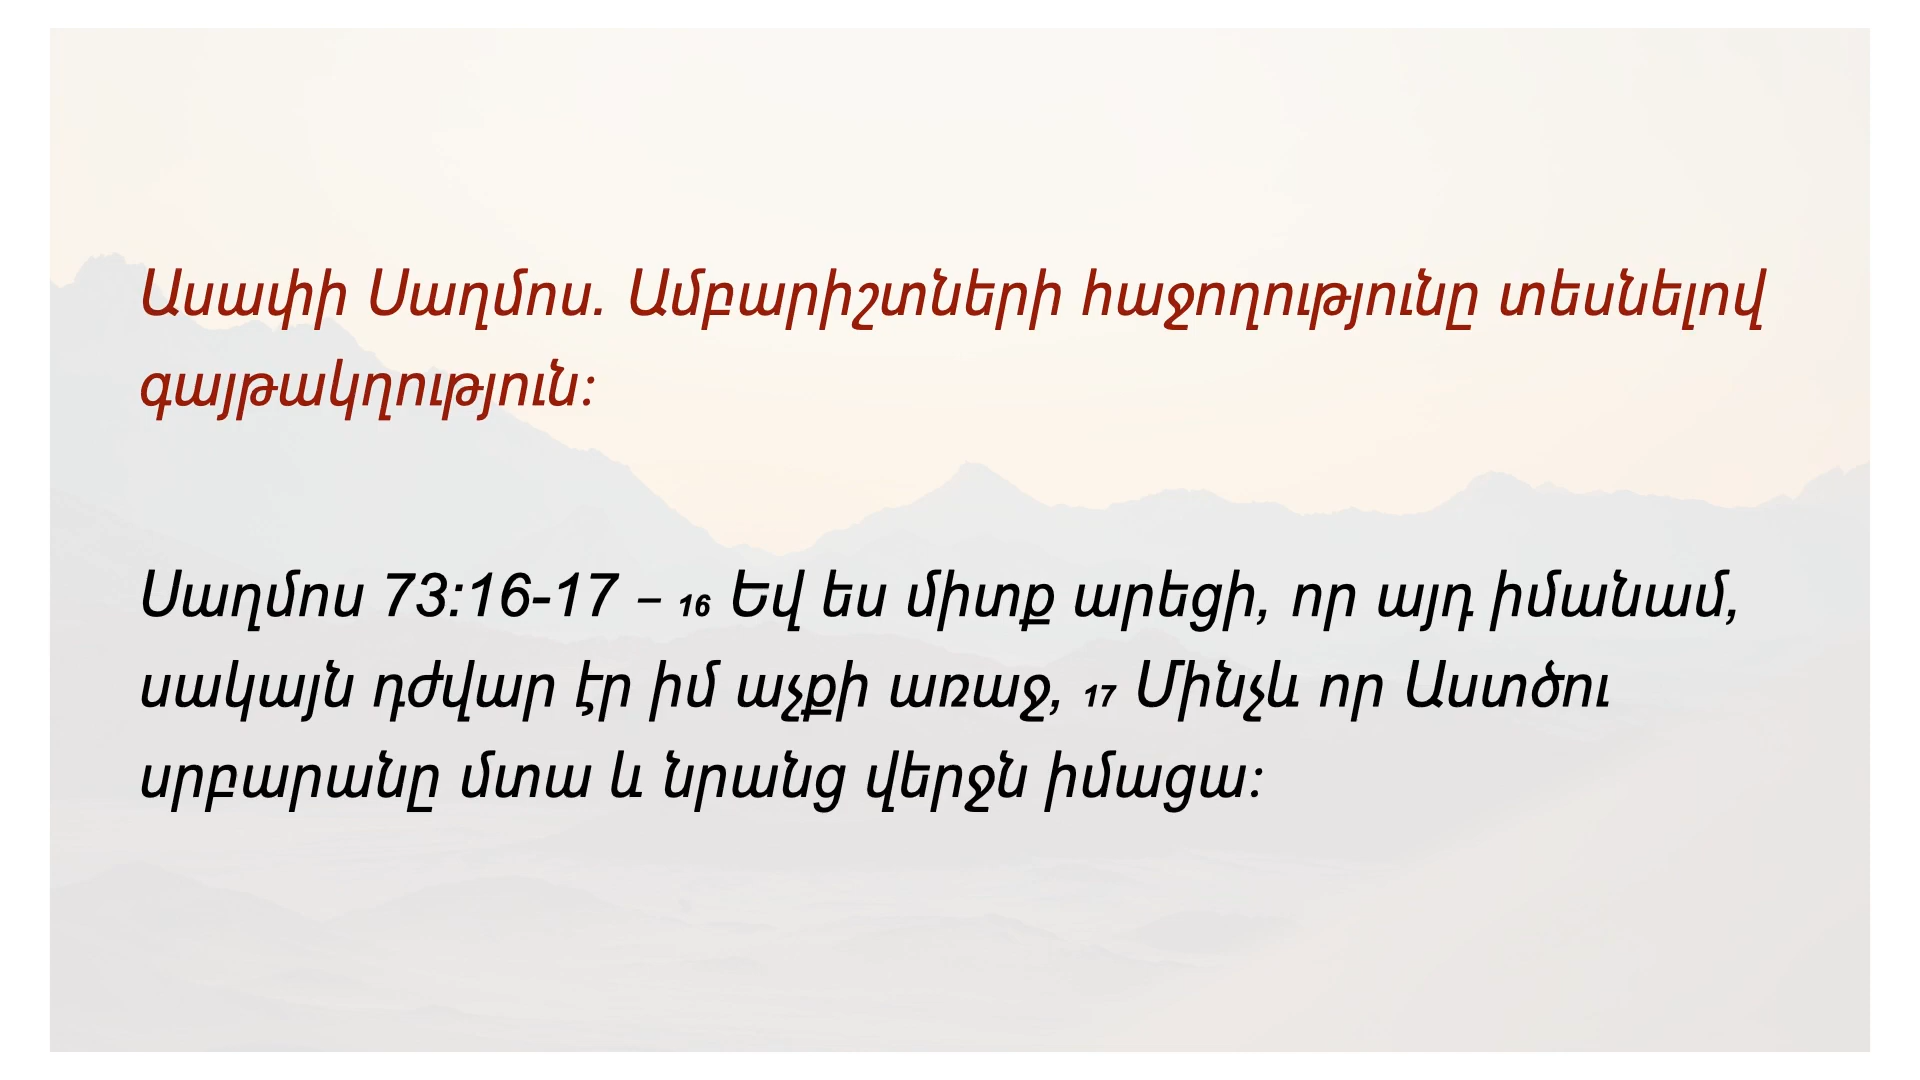 Ասափի Սաղմոս. Ամբարիշտների հաջողությունը տեսնելով
գայթակղություն։
Սաղմոս 73:16-17 – 16 Եվ ես միտք արեցի, որ այդ իմանամ,
սակայն դժվար էր իմ աչքի առաջ, 17 Մինչև որ Աստծու
սրբարանը մտա և նրանց վերջն իմացա։